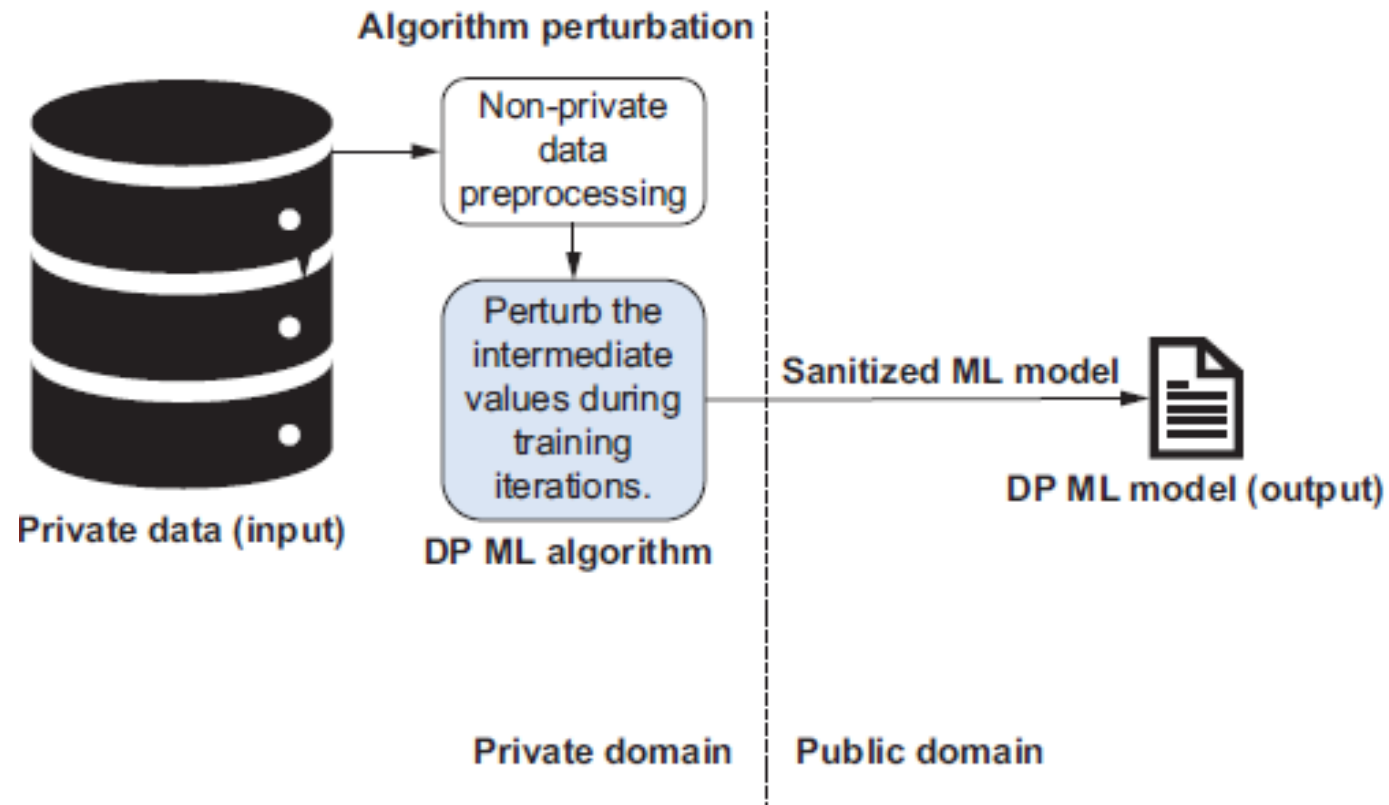 Algorithm perturbation
Non-private
data
preprocessing
Perturb the
intermediate
values during
training
iterations.
Sanitized ML model
DP ML model (output)
Private data (input)
DP ML algorithm
Private domain
Public domain